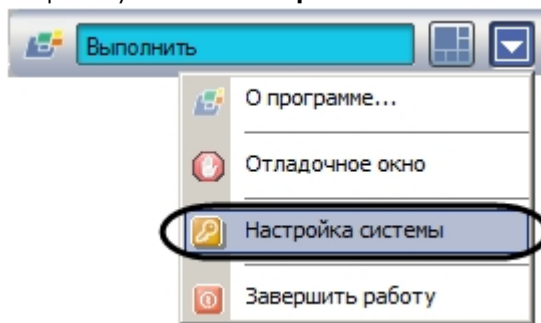 Выполнить
О программе...
Отладочное окно
Настройка системы
Завершить работу